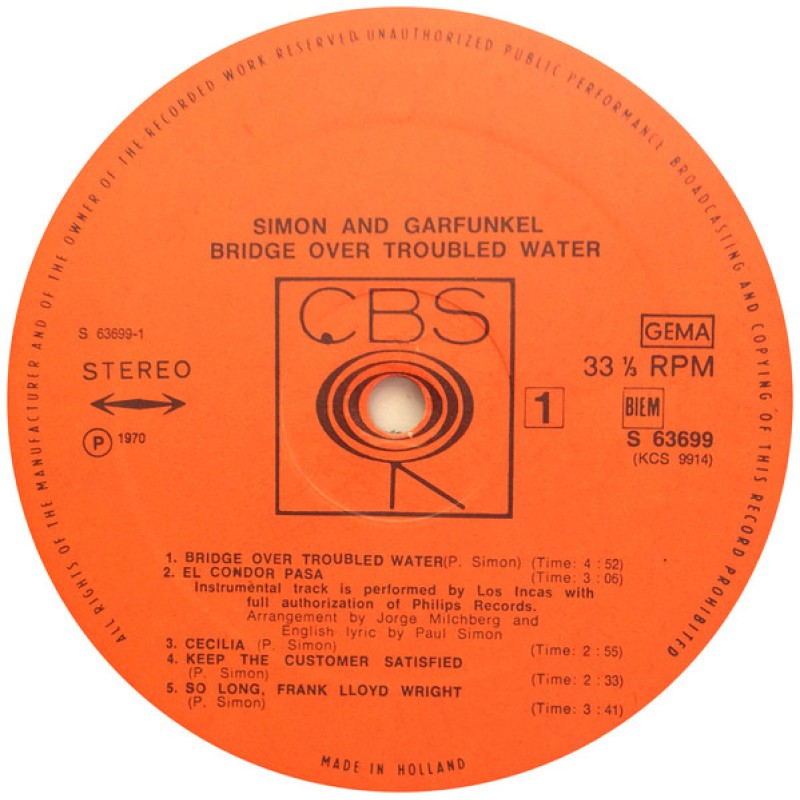 ALL RIGHTS OF THE MANUFACTURER AND OF THE OWNER OF THE RECORDED WORK RESERVED. UNAUTHORIZED PUBLIC PERFORMANCE BROADCASTING AND COPYING OF THIS RECORD PROHIBITED
SIMON AND GARFUNKEL
BRIDGE OVER TROUBLED WATER
CBS
S 63699-1
STEREO
P 1970
1
GEMA
33 ⅓ RPM
BIEM
S 63699
(KCS 9914)
1. BRIDGE OVER TROUBLED WATER(P. Simon) (Time: 4 : 52)
2. EL CONDOR PASA (Time: 3 : 06)
Instrumental track is performed by Los Incas with
full authorization of Philips Records.
Arrangement by Jorge Milchberg and
English lyric by Paul Simon
3. CECILIA (P. Simon) (Time: 2 : 55)
4. KEEP THE CUSTOMER SATISFIED
(P. Simon) (Time: 2 : 33)
5. SO LONG, FRANK LLOYD WRIGHT
(P. Simon) (Time: 3 : 41)
MADE IN HOLLAND